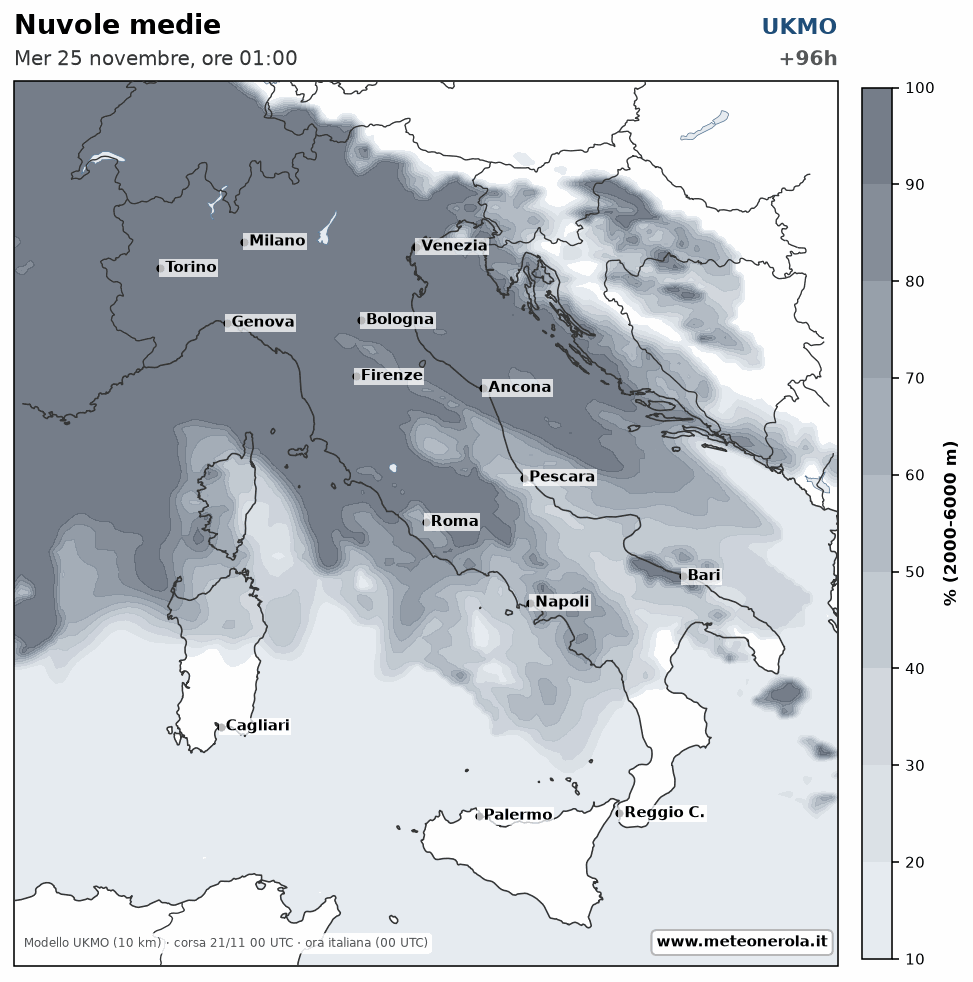 Nuvole medie
UKMO
Mer 25 novembre, ore 01:00
+96h
100
90
80
70
60
50
40
30
20
10
% (2000-6000 m)
Milano
Venezia
Torino
Genova
Bologna
Firenze
Ancona
Pescara
Roma
Bari
Napoli
Cagliari
Palermo
Reggio C.
Modello UKMO (10 km) · corsa 21/11 00 UTC · ora italiana (00 UTC)
www.meteonerola.it